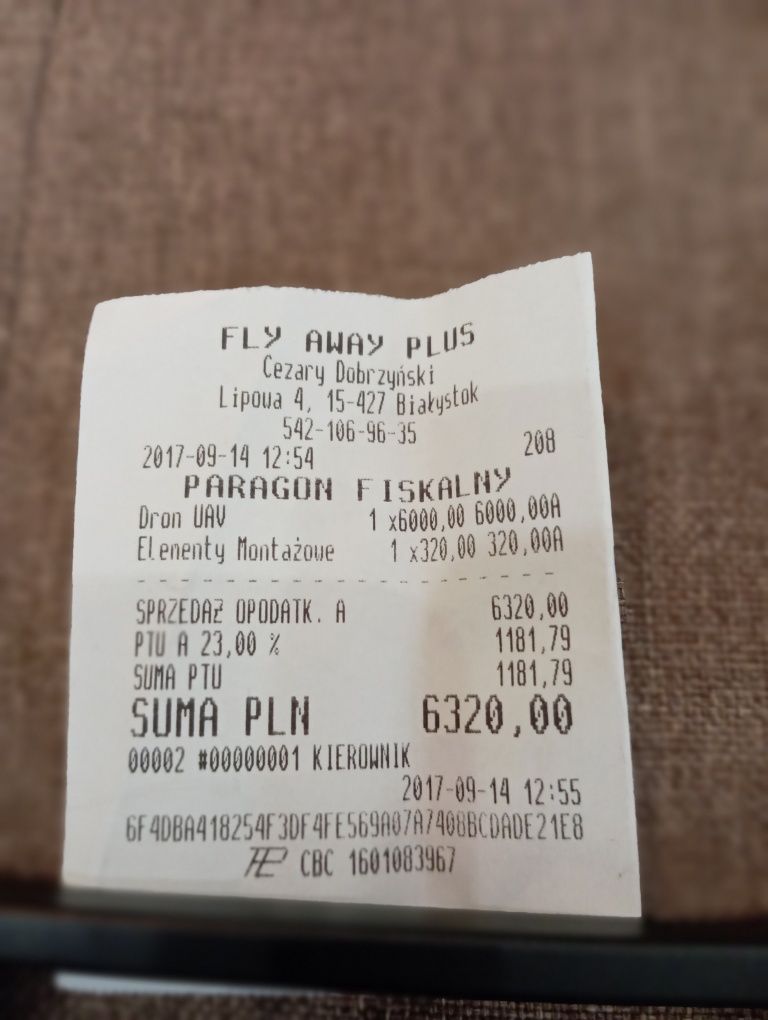 FLY AWAY PLUS
Cezary Dobrzyński
Lipowa 4, 15-427 Białystok
542-106-96-35
2017-09-14 12:54 208
PARAGON FISKALNY
Dron UAV 1 x6000,00 6000,00A
Elementy Montażowe 1 x320,00 320,00A
- - - - - - - - - - - - - - - - - - - - - - - - - - - -
SPRZEDAŻ OPODATK. A 6320,00
PTU A 23,00 % 1181,79
SUMA PTU 1181,79
SUMA PLN 6320,00
00002 #00000001 KIEROWNIK
2017-09-14 12:55
6F4DBA418254F3DF4FE569A07A7408BCDADE21E8
CBC 1601083967